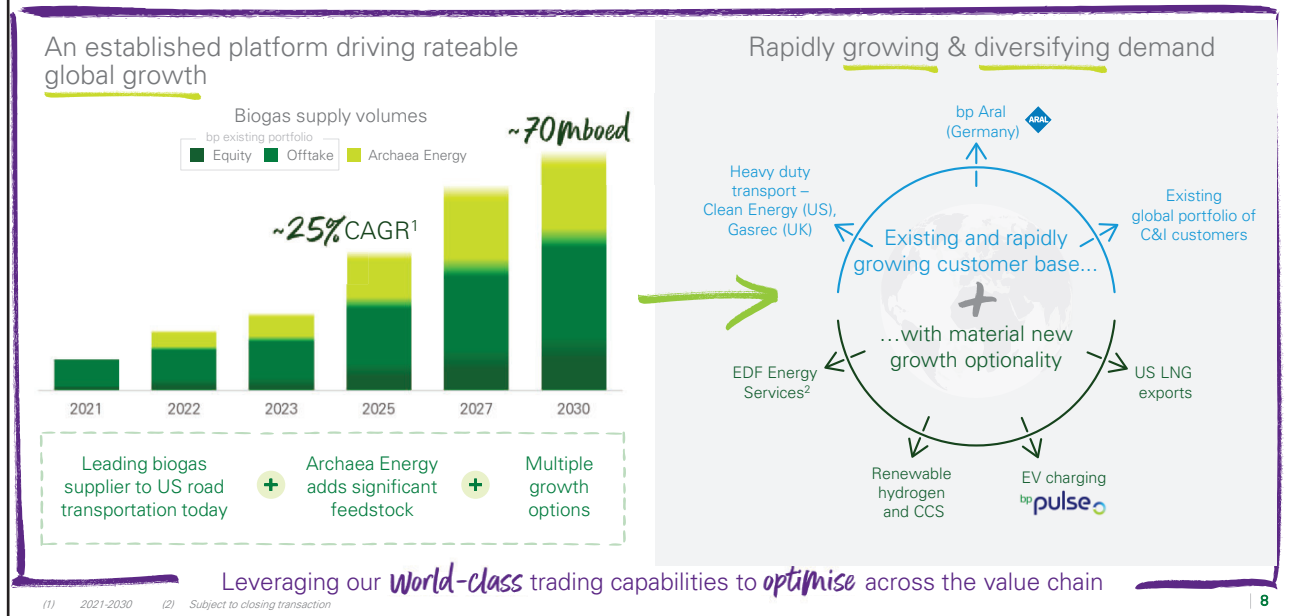 An established platform driving rateable
global growth
Biogas supply volumes
bp existing portfolio
Equity Offtake Archaea Energy
~70mboed
~25% CAGR1
2021 2022 2023 2025 2027 2030
Leading biogas
supplier to US road
transportation today
+
Archaea Energy
adds significant
feedstock
+
Multiple
growth
options
Rapidly growing & diversifying demand
bp Aral
(Germany)
ARAL
Heavy duty
transport –
Clean Energy (US),
Gasrec (UK)
Existing
global portfolio of
C&I customers
Existing and rapidly
growing customer base...
+
...with material new
growth optionality
EDF Energy
Services2
US LNG
exports
Renewable
hydrogen
and CCS
EV charging
bp pulse
Leveraging our world-class trading capabilities to optimise across the value chain
(1) 2021-2030 (2) Subject to closing transaction
8